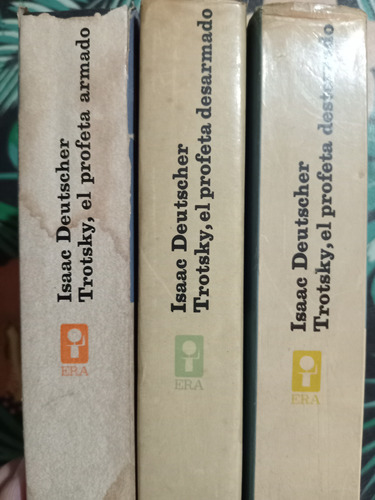 Isaac Deutscher
Trotsky, el profeta armado
ERA
Isaac Deutscher
Trotsky, el profeta desarmado
ERA
Isaac Deutscher
Trotsky, el profeta desterrado
ERA